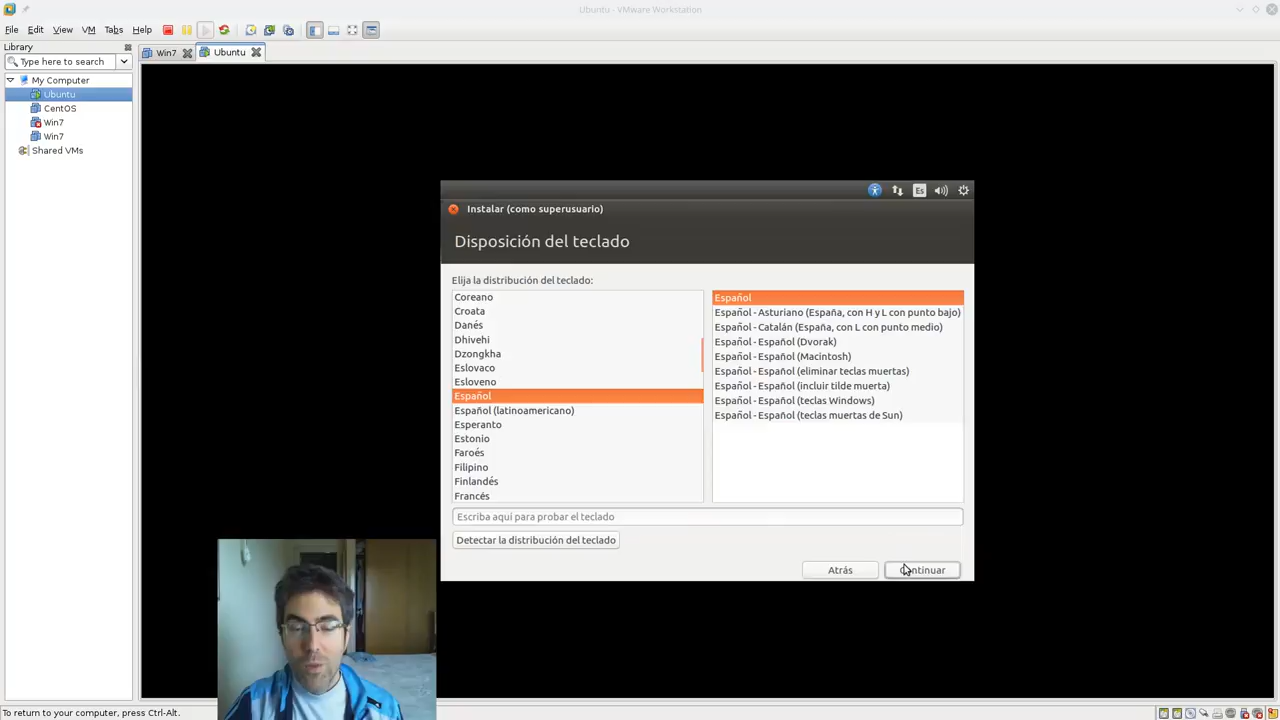 Ubuntu - VMware Workstation
File Edit View VM Tabs Help
Library
Type here to search
My Computer
Ubuntu
CentOS
Win7
Win7
Shared VMs
Win7
Ubuntu
Es
Instalar (como superusuario)
Disposición del teclado
Elija la distribución del teclado:
Coreano
Croata
Danés
Dhivehi
Dzongkha
Eslovaco
Esloveno
Español
Español (latinoamericano)
Esperanto
Estonio
Faroés
Filipino
Finlandés
Francés
Español
Español - Asturiano (España, con H y L con punto bajo)
Español - Catalán (España, con L con punto medio)
Español - Español (Dvorak)
Español - Español (Macintosh)
Español - Español (eliminar teclas muertas)
Español - Español (incluir tilde muerta)
Español - Español (teclas Windows)
Español - Español (teclas muertas de Sun)
Escriba aquí para probar el teclado
Detectar la distribución del teclado
Atrás
Continuar
To return to your computer, press Ctrl-Alt.